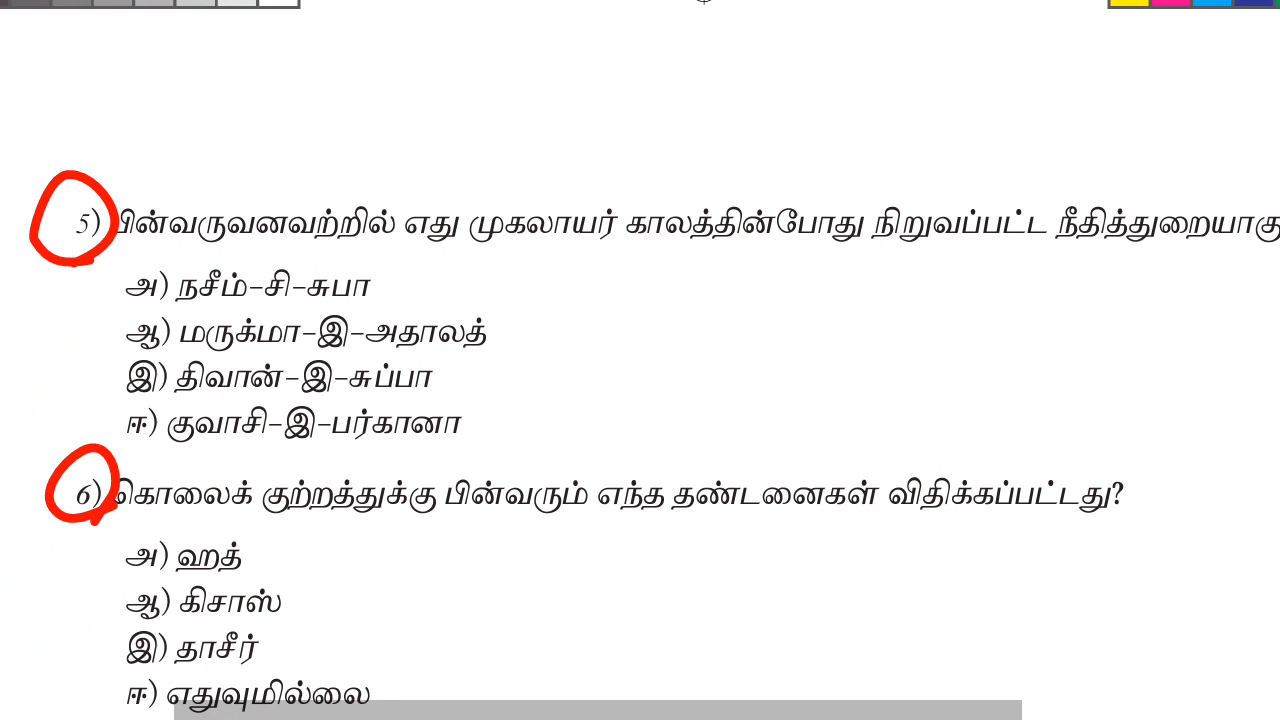 5) பின்வருவனவற்றில் எது முகலாயர் காலத்தின்போது நிறுவப்பட்ட
அ) நசீம்-சி-சுபா
ஆ) மருக்மா-இ-அதாலத்
இ) திவான்-இ-சுப்பா
ஈ) குவாசி-இ-பர்கானா
6) கொலைக் குற்றத்துக்கு பின்வரும் எந்த தண்டனைகள் விதிக்கப்பட்டது?
அ) ஹத்
ஆ) கிசாஸ்
இ) தாசீர்
ஈ) எதுவுமில்லை